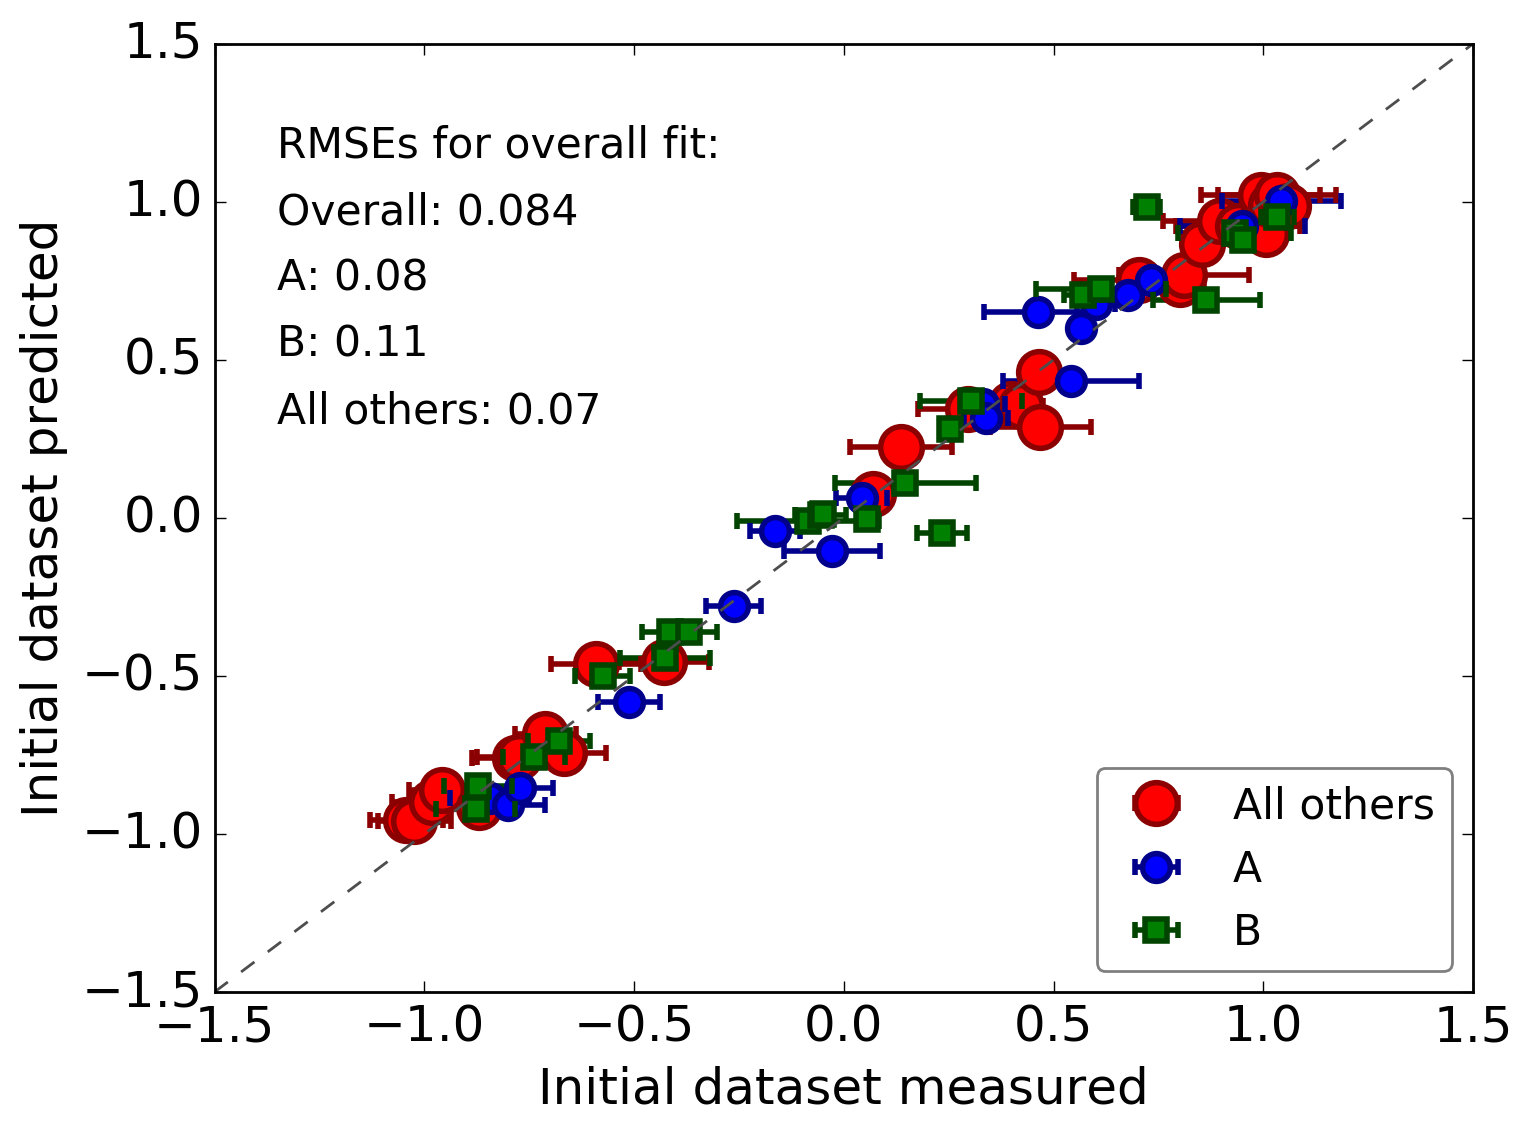 1.5
1.0
0.5
0.0
−0.5
−1.0
−1.5
Initial dataset predicted
RMSEs for overall fit:
Overall: 0.084
A: 0.08
B: 0.11
All others: 0.07
All others
A
B
−1.5
−1.0
−0.5
0.0
0.5
1.0
1.5
Initial dataset measured